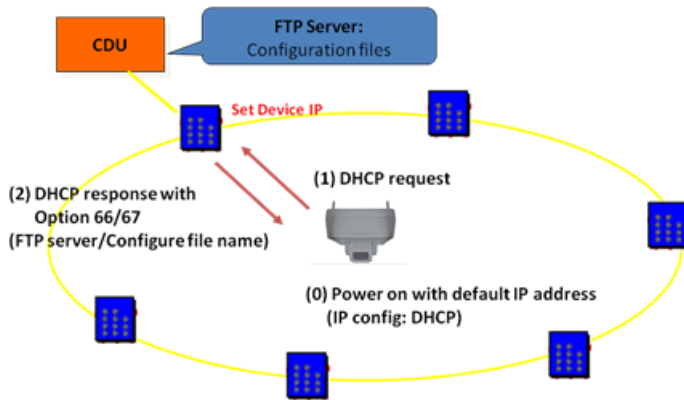 FTP Server:
Configuration files
CDU
Set Device IP
(1) DHCP request
(2) DHCP response with
Option 66/67
(FTP server/Configure file name)
(0) Power on with default IP address
(IP config: DHCP)